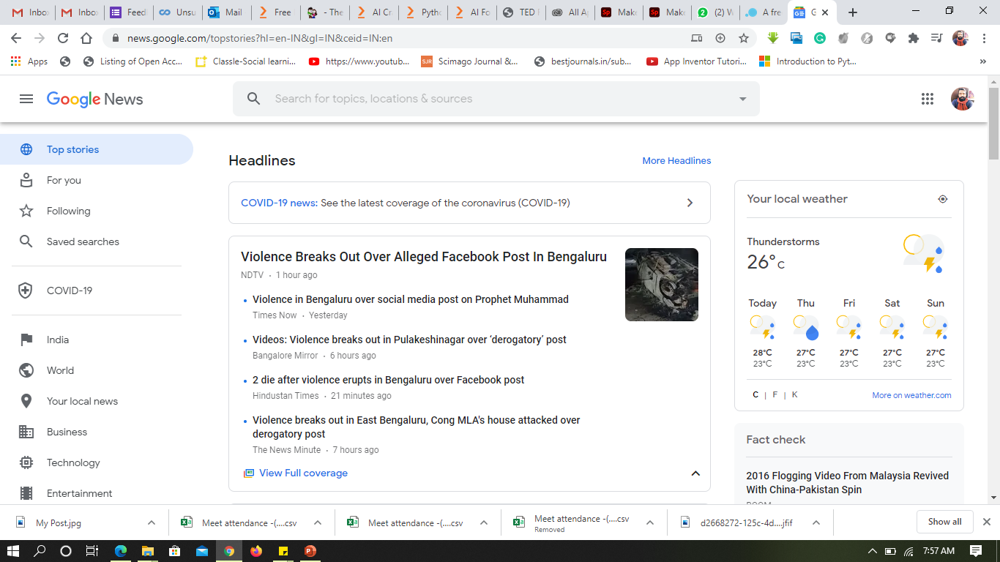 Inbo
Inbo
Feed
Unsu
Mail
Free
- The
AI Cr
Pytho
AI Fo
TED
All A
Make
Make
(2) W
A fre
G
news.google.com/topstories?hl=en-IN&gl=IN&ceid=IN:en
Apps
Listing of Open Acc...
Classle-Social learni...
https://www.youtub...
SJR
Scimago Journal &...
bestjournals.in/sub...
App Inventor Tutori...
Introduction to Pyt...
»
Google News
Search for topics, locations & sources
Top stories
For you
Following
Saved searches
COVID-19
India
World
Your local news
Business
Technology
Entertainment
Headlines
More Headlines
COVID-19 news: See the latest coverage of the coronavirus (COVID-19)
Violence Breaks Out Over Alleged Facebook Post In Bengaluru
NDTV • 1 hour ago
Violence in Bengaluru over social media post on Prophet Muhammad
Times Now • Yesterday
Videos: Violence breaks out in Pulakeshinagar over ‘derogatory’ post
Bangalore Mirror • 6 hours ago
2 die after violence erupts in Bengaluru over Facebook post
Hindustan Times • 21 minutes ago
Violence breaks out in East Bengaluru, Cong MLA's house attacked over
derogatory post
The News Minute • 7 hours ago
View Full coverage
Your local weather
Thunderstorms
26°C
Today Thu Fri Sat Sun
28°C 27°C 27°C 27°C 27°C
23°C 23°C 23°C 23°C 23°C
C | F | K
More on weather.com
Fact check
2016 Flogging Video From Malaysia Revived
With China-Pakistan Spin
BOOM
My Post.jpg
Meet attendance -(....csv
Meet attendance -(....csv
Meet attendance -(....csv
Removed
d2668272-125c-4d....jfif
Show all
7:57 AM